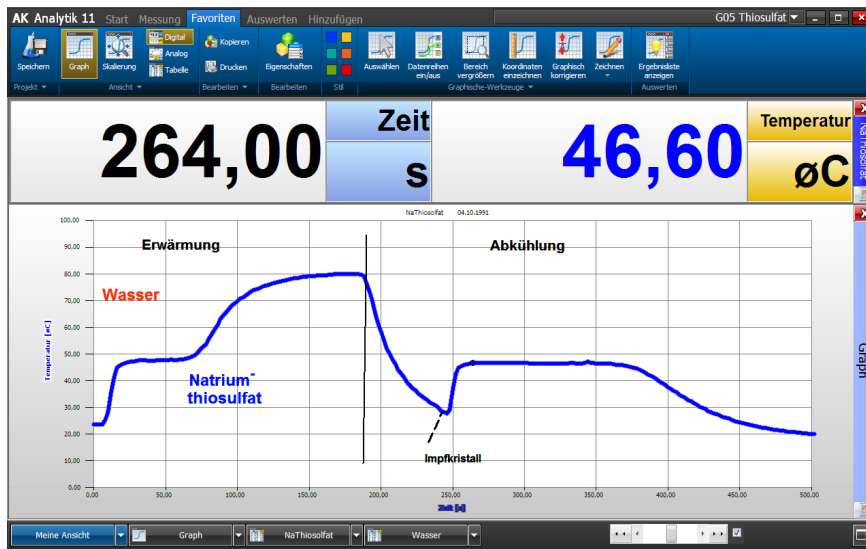 AK Analytik 11 Start Messung Favoriten Auswerten Hinzufügen G05 Thiosulfat
Speichern Graph Skalierung Digital Analog Tabelle Kopieren Drucken Eigenschaften Auswählen Datenreihen ein/aus Bereich vergrößern Koordinaten einzeichnen Graphisch korrigieren Zeichnen Ergebnisliste anzeigen
Projekt Ansicht Bearbeiten Bearbeiten Stil Graphische-Werkzeuge Auswerten
264,00 Zeit s 46,60 Temperatur øC
NaThiosolfat
NaThiosolfat 04.10.1991
100,00
90,00
80,00
70,00
60,00
50,00
40,00
30,00
20,00
10,00
0,00
Temperatur [øC]
Erwärmung
Abkühlung
Wasser
Natrium-
thiosulfat
Impfkristall
0,00 50,00 100,00 150,00 200,00 250,00 300,00 350,00 400,00 450,00 500,00
Zeit [s]
Graph
Meine Ansicht Graph NaThiosolfat Wasser